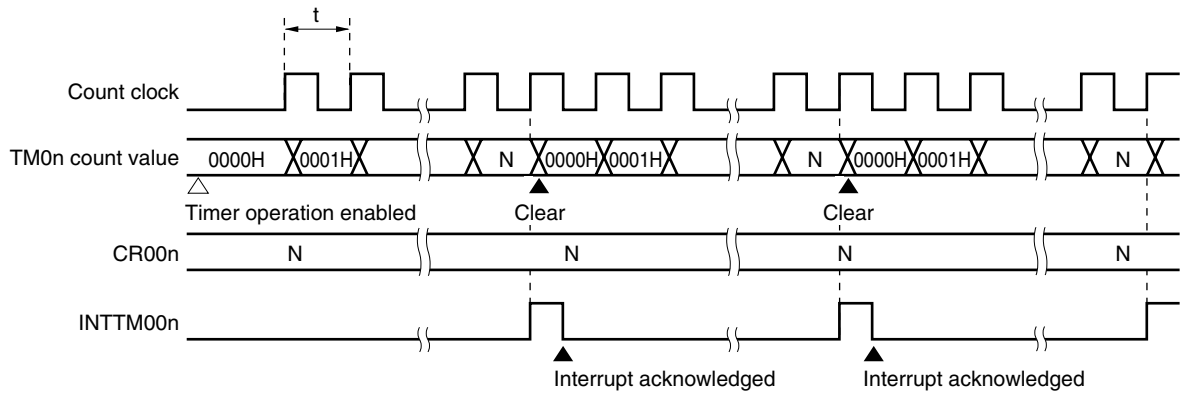 t
Count clock
TM0n count value 0000H 0001H N 0000H 0001H N 0000H 0001H N
Timer operation enabled Clear Clear
CR00n N N N N
INTTM00n
Interrupt acknowledged Interrupt acknowledged